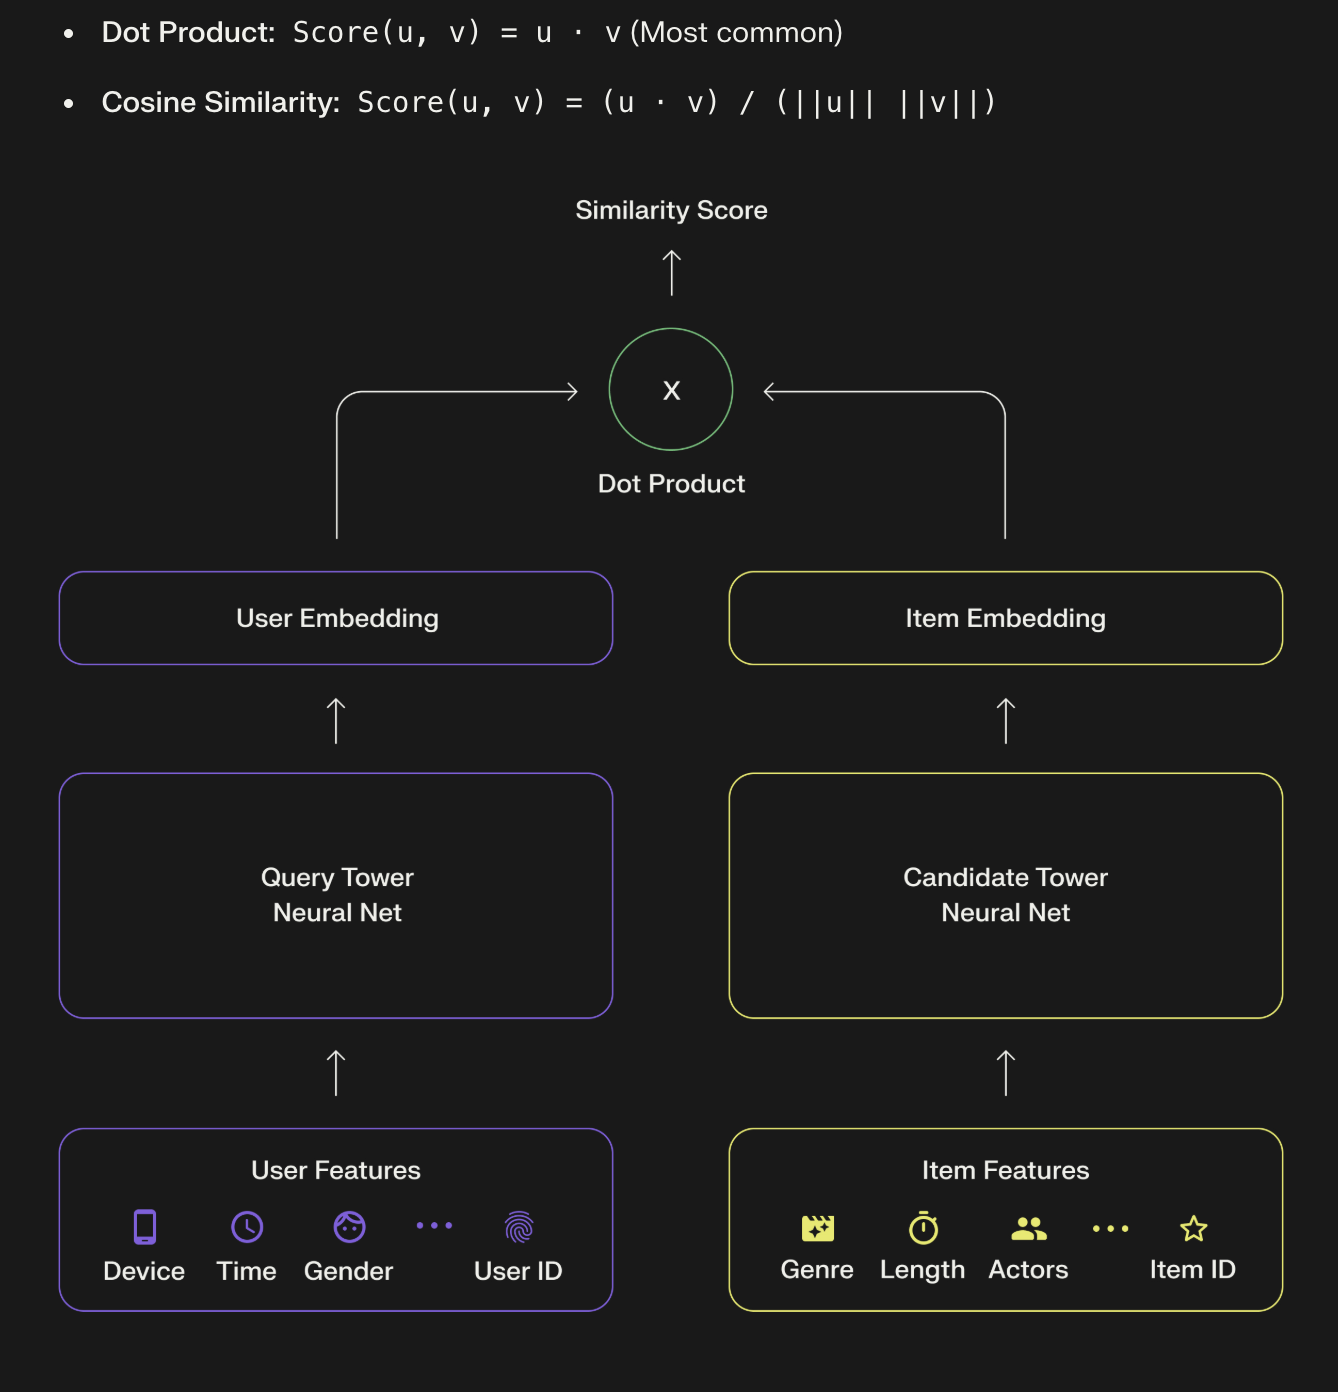 • Dot Product: Score(u, v) = u · v (Most common)
• Cosine Similarity: Score(u, v) = (u · v) / (||u|| ||v||)
Similarity Score
x
Dot Product
User Embedding
Item Embedding
Query Tower
Neural Net
Candidate Tower
Neural Net
User Features
Device Time Gender ... User ID
Item Features
Genre Length Actors ... Item ID